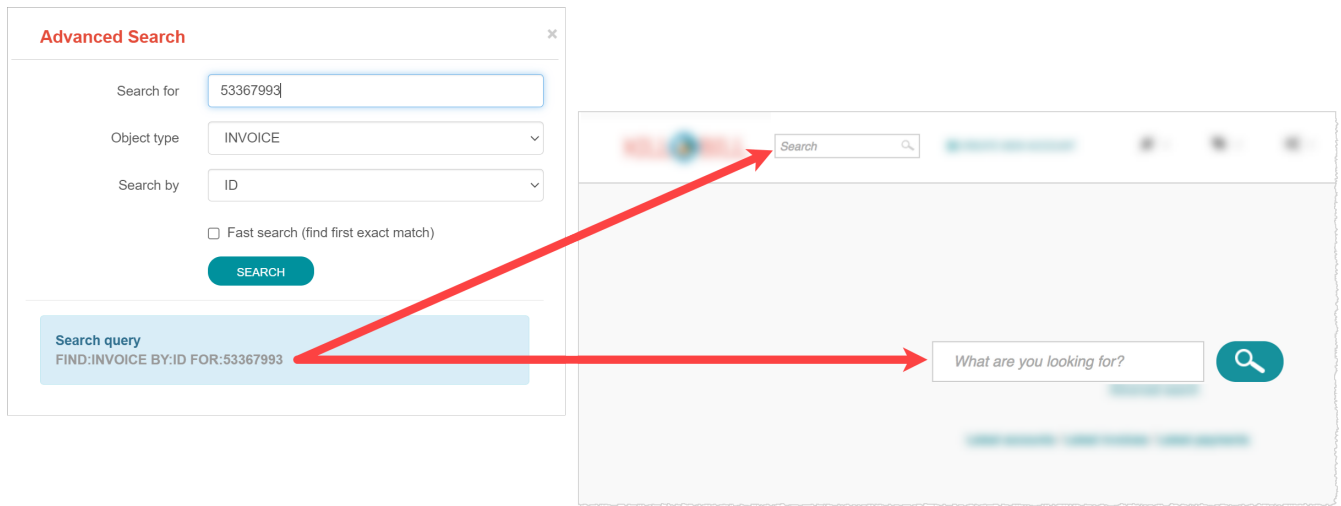 Advanced Search ×
Search for 53367993
Object type INVOICE
Search by ID
Fast search (find first exact match)
SEARCH
Search query
FIND:INVOICE BY:ID FOR:53367993
Search
What are you looking for?